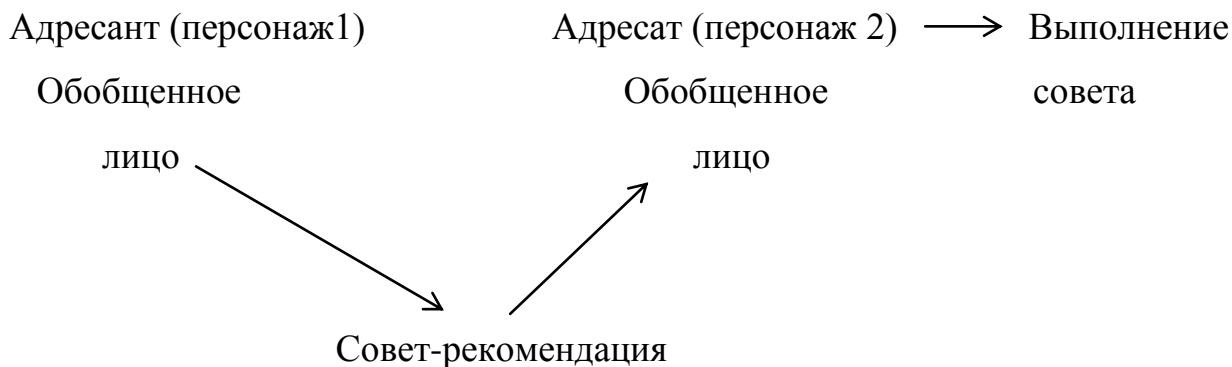 Адресант (персонаж1) Адресат (персонаж 2) Выполнение
Обобщенное Обобщенное совета
лицо лицо
Совет-рекомендация